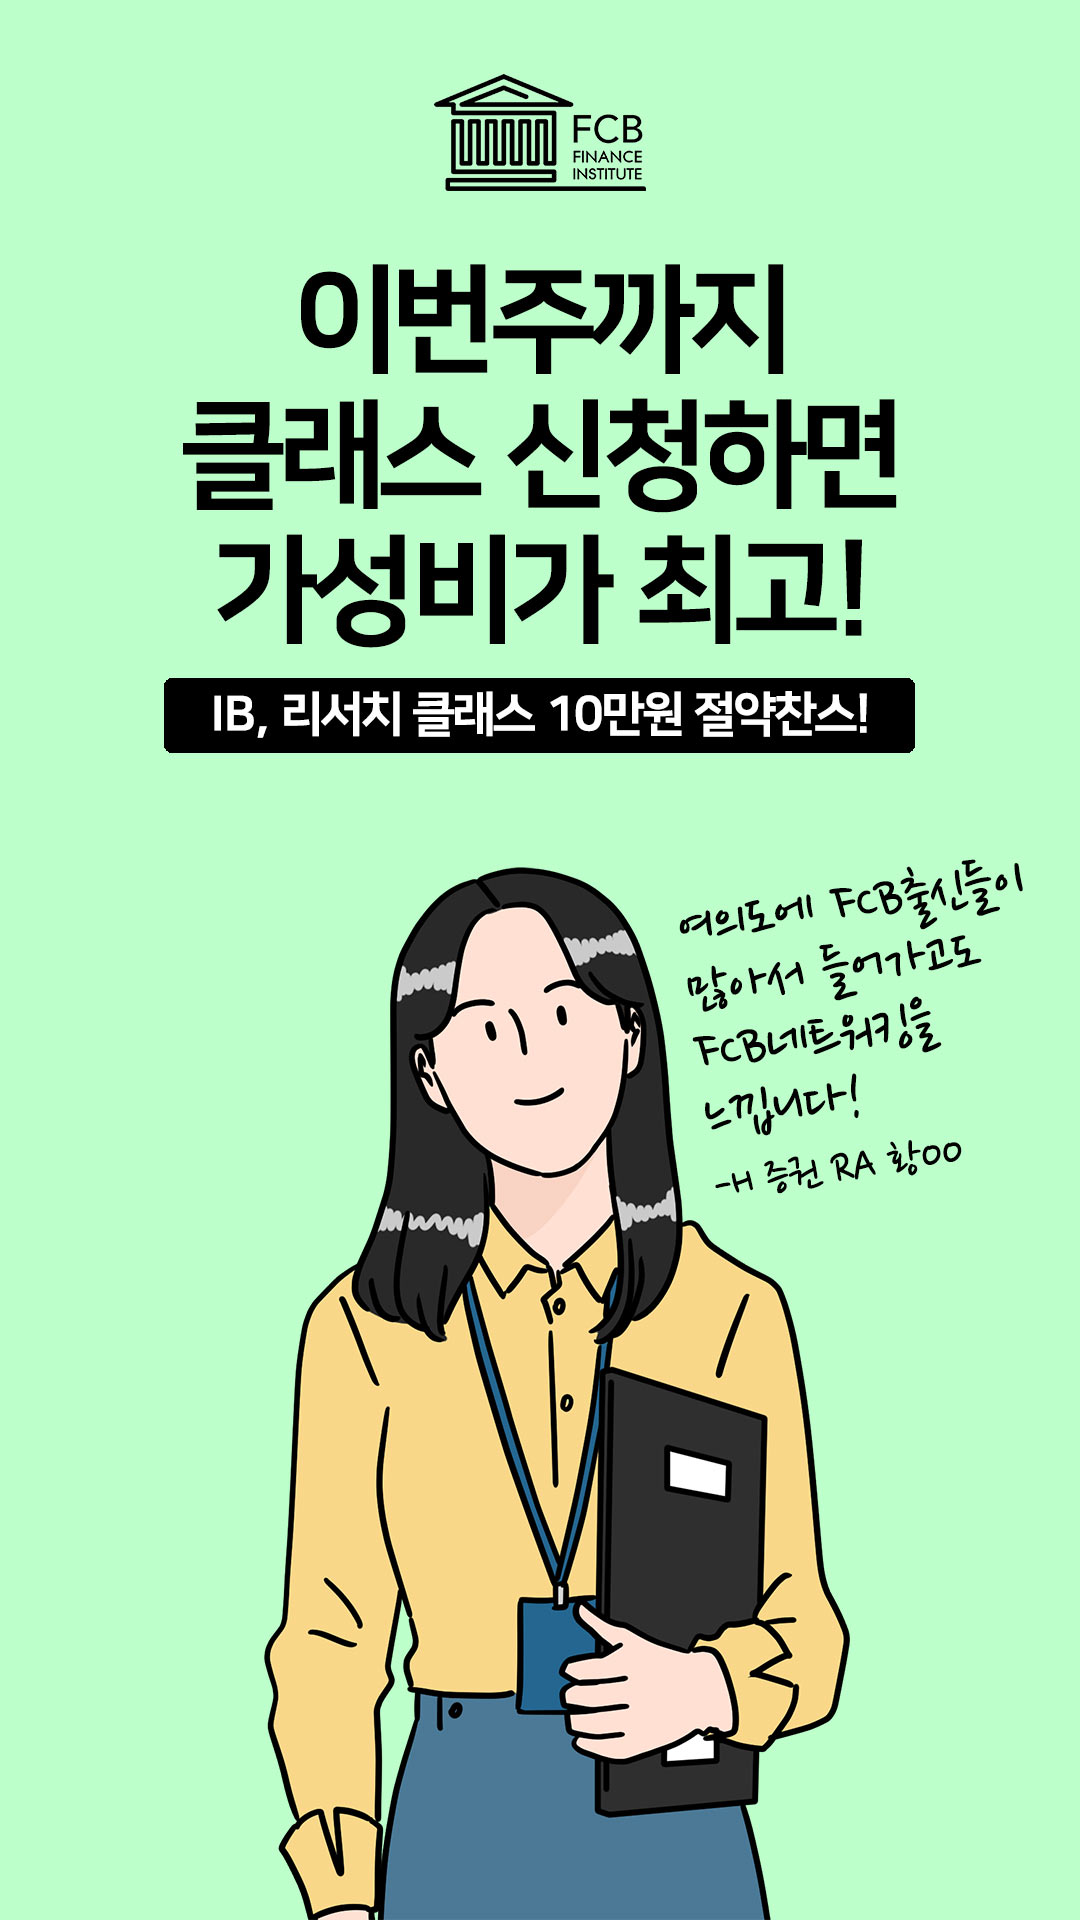 FCB
FINANCE
INSTITUTE
이번주까지
클래스 신청하면
가성비가 최고!
IB, 리서치 클래스 10만원 절약찬스!
여의도에 FCB출신들이
많아서 들어가고도
FCB네트워킹을
느낍니다!
-H 증권 RA 황OO